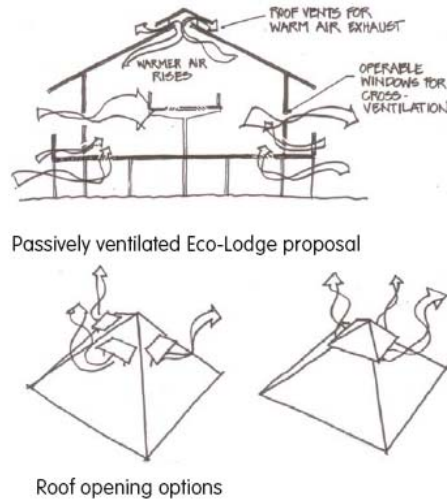 ROOF VENTS FOR
WARM AIR EXHAUST
WARMER AIR
RISES
OPERABLE
WINDOWS FOR
CROSS-
VENTILATION
Passively ventilated Eco-Lodge proposal
Roof opening options